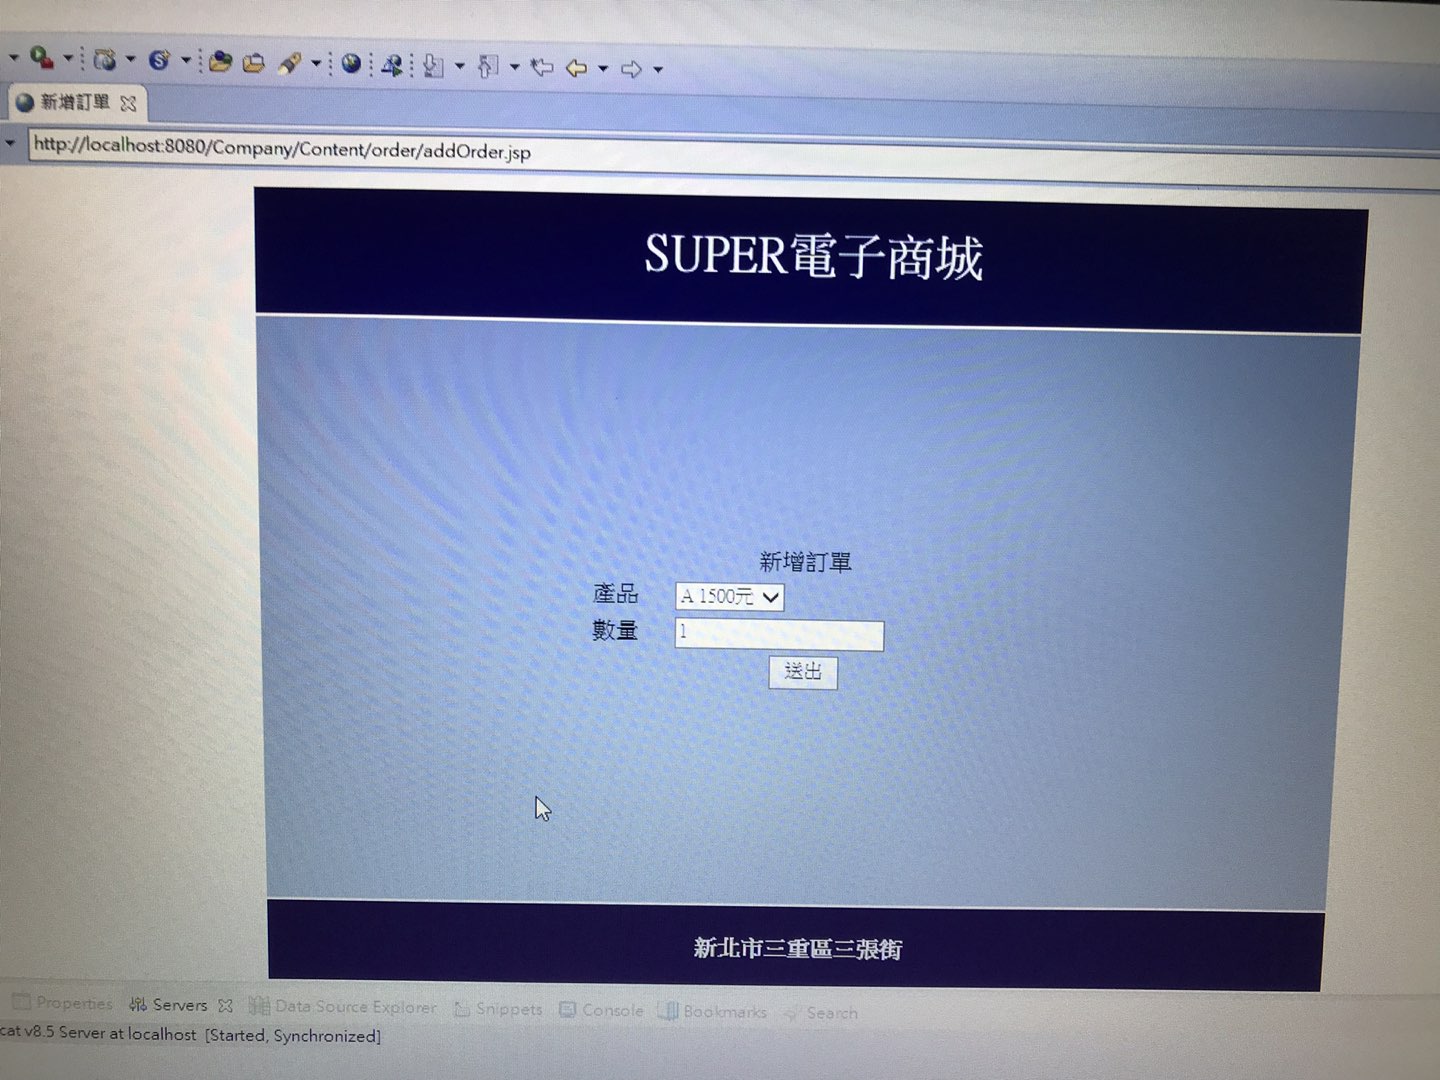 新增訂單
http://localhost:8080/Company/Content/order/addOrder.jsp
SUPER電子商城
新增訂單
產品 A 1500元
數量 1
送出
新北市三重區三張街
Properties Servers Data Source Explorer Snippets Console Bookmarks Search
cat v8.5 Server at localhost [Started, Synchronized]